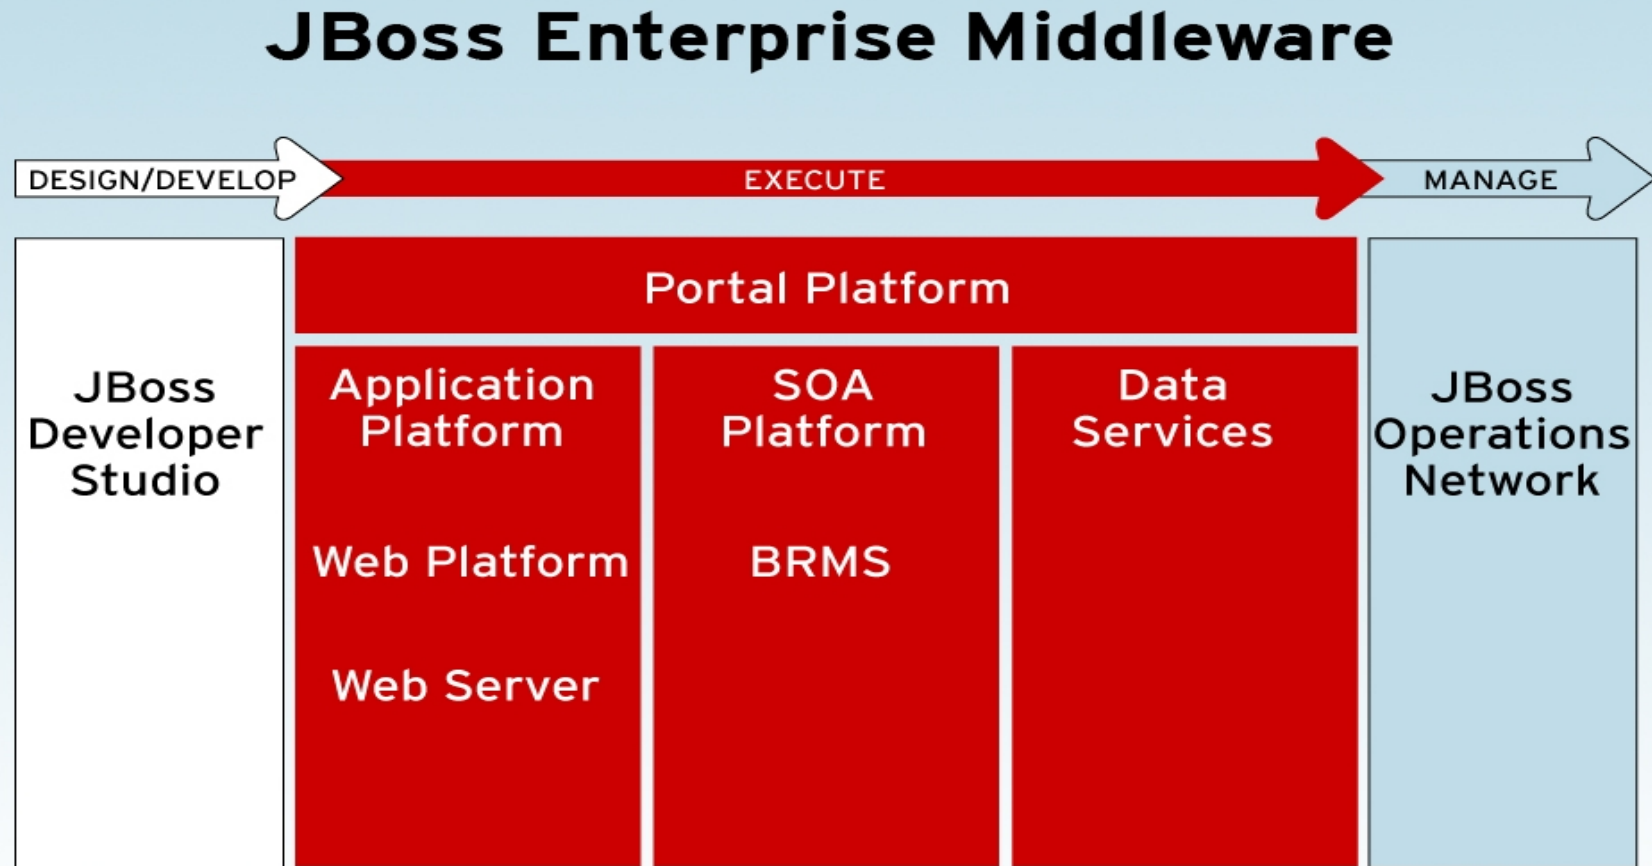 JBoss Enterprise Middleware
DESIGN/DEVELOP
EXECUTE
MANAGE
Portal Platform
JBoss
Developer
Studio
Application
Platform
Web Platform
Web Server
SOA
Platform
BRMS
Data
Services
JBoss
Operations
Network